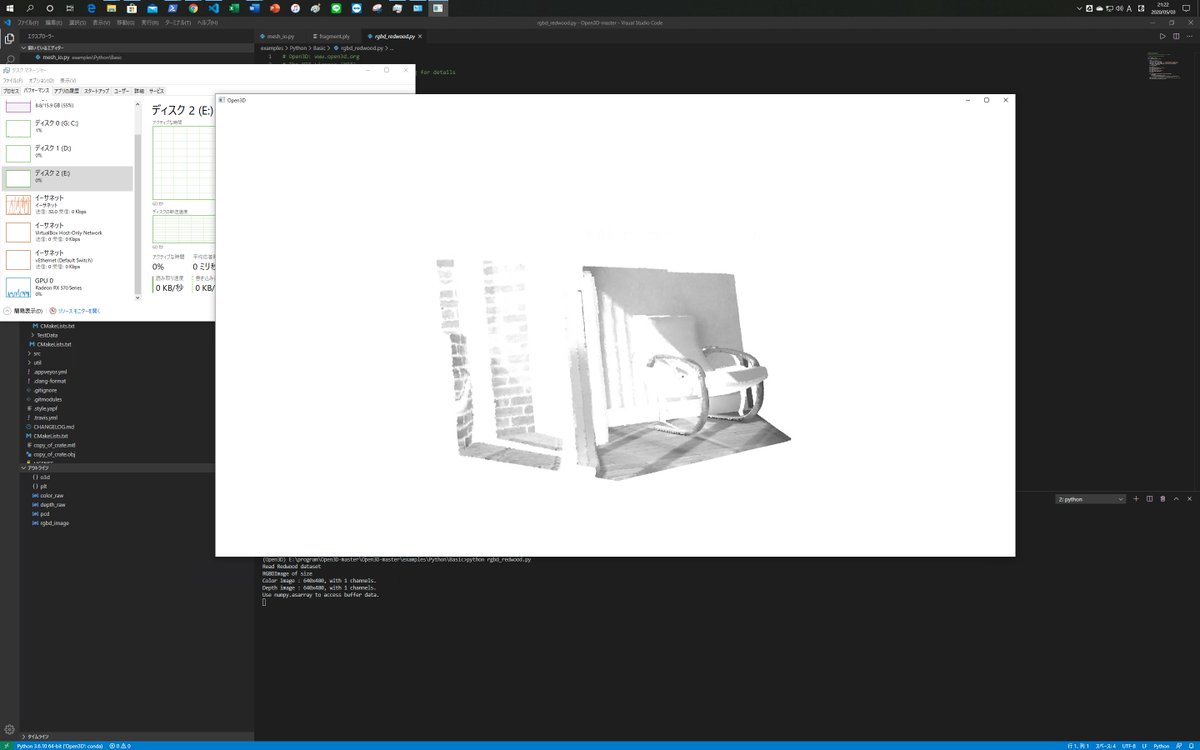 21:22
2020/05/03
ファイル(F) 編集(E) 選択(S) 表示(V) 移動(G) 実行(R) ターミナル(T) ヘルプ(H)
rgbd_redwood.py - Open3D-master - Visual Studio Code
エクスプローラー
開いているエディター
mesh_io.py examples\Python\Basic
mesh_io.py
fragment.ply
rgbd_redwood.py
examples > Python > Basic > rgbd_redwood.py > ...
1 # Open3D: www.open3d.org
for details
タスク マネージャー
ファイル(F) オプション(O) 表示(V)
プロセス パフォーマンス アプリの履歴 スタートアップ ユーザー 詳細 サービス
ディスク 0 (G: C:)
1%
ディスク 1 (D:)
0%
ディスク 2 (E:)
0%
イーサネット
イーサネット
送信: 32.0 受信: 0 Kbps
イーサネット
VirtualBox Host-Only Network
送信: 0 受信: 0 Kbps
イーサネット
vEthernet (Default Switch)
送信: 0 受信: 0 Kbps
GPU 0
Radeon RX 570 Series
0%
ディスク 2 (E:)
アクティブな時間
60 秒
ディスクの転送速度
60 秒
アクティブな時間
0%
0 ミリ秒
読み取り速度
0 KB/秒
書き込み
0 KB/
簡易表示(D)
リソース モニターを開く
Open3D
CMakeLists.txt
TestData
CMakeLists.txt
src
util
.appveyor.yml
.clang-format
.gitignore
.gitmodules
.style.yapf
.travis.yml
CHANGELOG.md
CMakeLists.txt
copy_of_crate.mtl
copy_of_crate.obj
アウトライン
o3d
plt
color_raw
depth_raw
pcd
rgbd_image
タイムライン
2: python
(Open3D) E:\program\Open3D-master\Open3D-master\examples\Python\Basic>python rgbd_redwood.py
Read Redwood dataset
RGBDImage of size
Color image : 640x480, with 1 channels.
Depth image : 640x480, with 1 channels.
Use numpy.asarray to access buffer data.
Python 3.6.10 64-bit ('Open3D': conda) 0 0
行 1、列 1 スペース: 4 UTF-8 LF Python